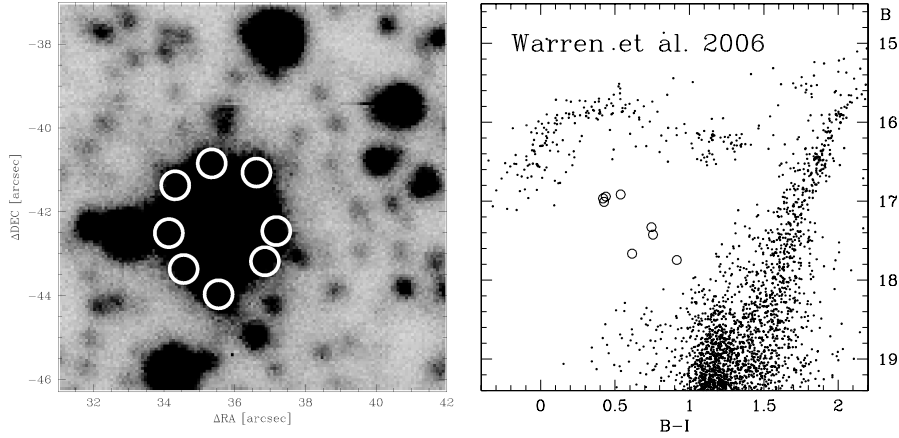 −38
−40
−42
−44
−46
ΔDEC [arcsec]
32 34 36 38 40 42
ΔRA [arcsec]
Warren et al. 2006
B
15
16
17
18
19
0 0.5 1 1.5 2
B−I